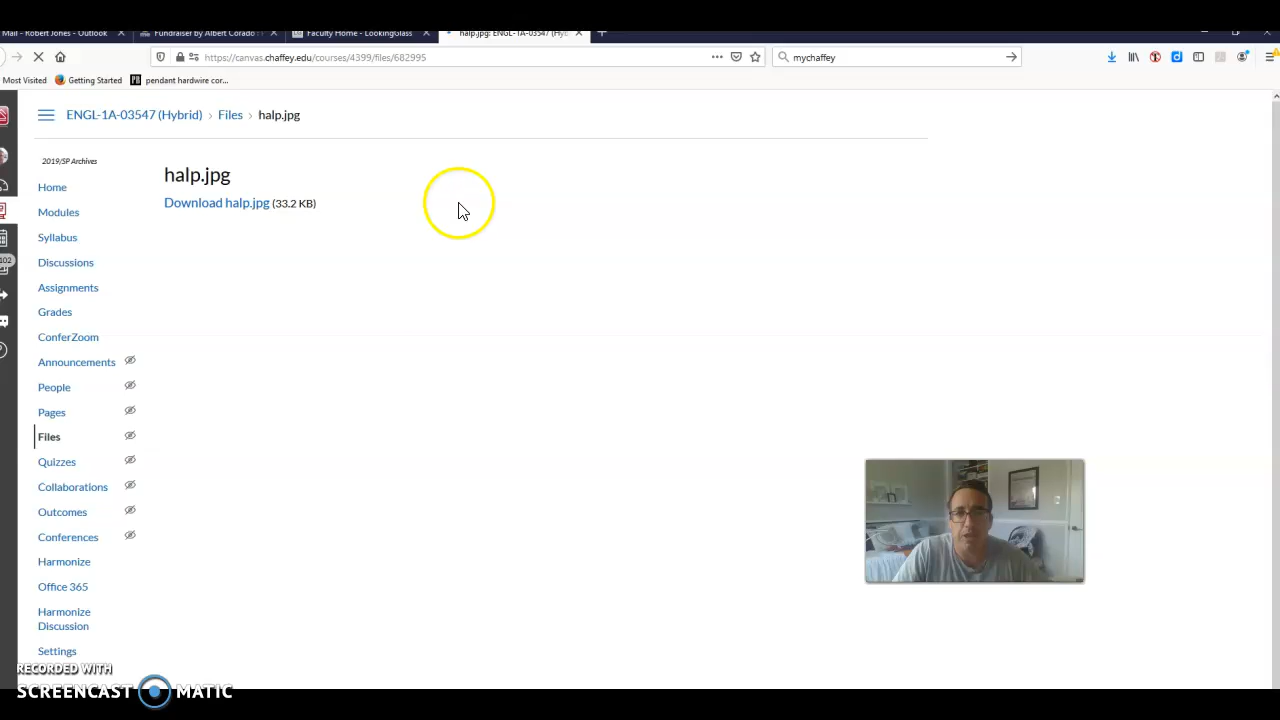 Mail - Robert Jones - Outlook × Fundraiser by Albert Corado × Faculty Home - LookingGlass × halp.jpg: ENGL-1A-03547 (Hyb ×
https://canvas.chaffey.edu/courses/4399/files/682995 mychaffey
Most Visited Getting Started PB pendant hardwire cor...
ENGL-1A-03547 (Hybrid) > Files > halp.jpg
2019/SP Archives
halp.jpg
Home
Download halp.jpg (33.2 KB)
Modules
Syllabus
Discussions
102
Assignments
Grades
ConferZoom
Announcements
People
Pages
Files
Quizzes
Collaborations
Outcomes
Conferences
Harmonize
Office 365
Harmonize
Discussion
Settings
RECORDED WITH
SCREENCAST MATIC